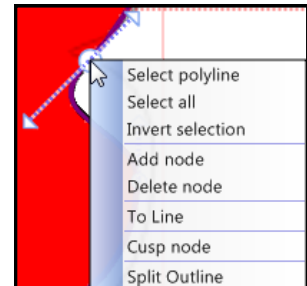 Select polyline
Select all
Invert selection
Add node
Delete node
To Line
Cusp node
Split Outline